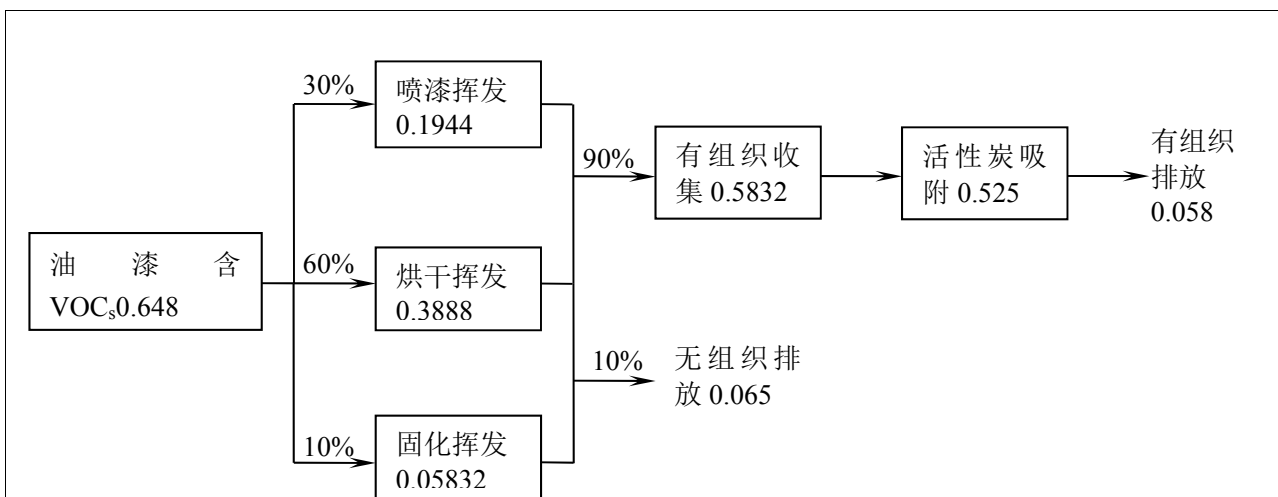 油漆含
VOCs0.648
30%
喷漆挥发
0.1944
60%
烘干挥发
0.3888
10%
固化挥发
0.05832
90%
有组织收
集 0.5832
活性炭吸
附 0.525
有组织
排放
0.058
10%
无组织排
放 0.065